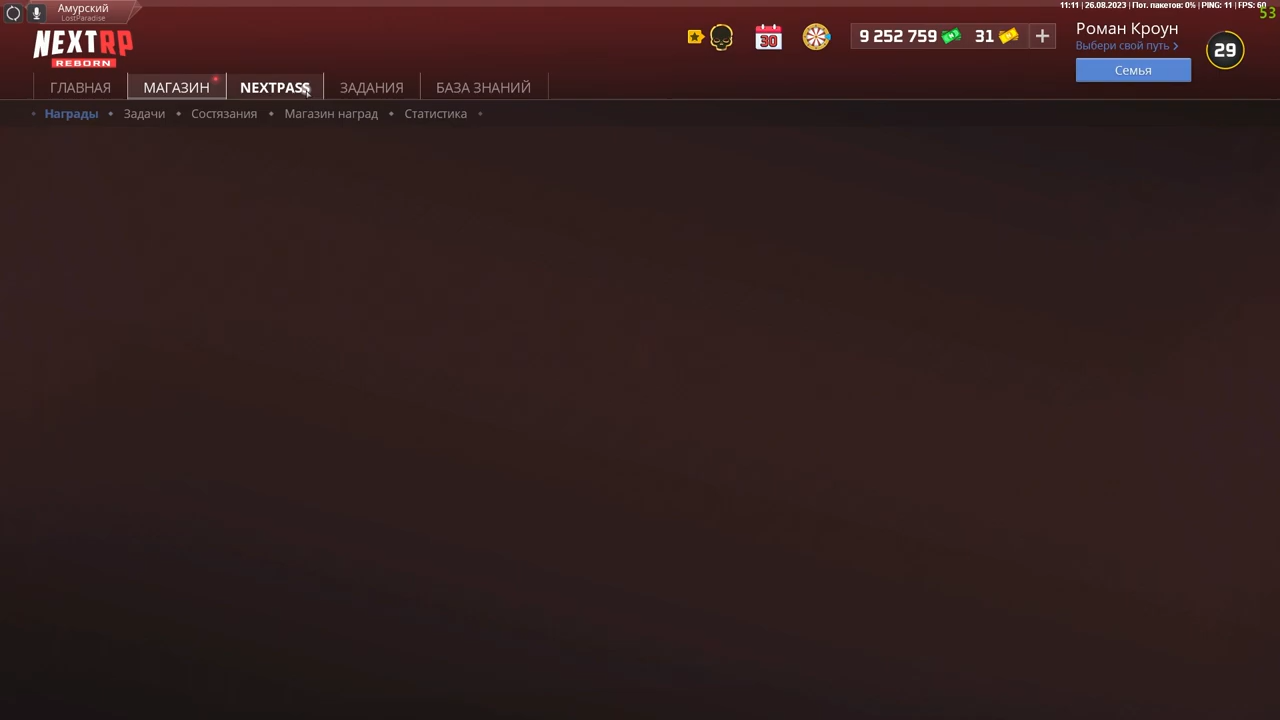 Амурский
LostParadise
11:11 | 26.08.2023 | Пот. пакетов: 0% | PING: 11 | FPS: 60
53
NEXTRP
REBORN
30
9 252 759
31
Роман Кроун
Выбери свой путь
29
Семья
ГЛАВНАЯ
МАГАЗИН
NEXTPASS
ЗАДАНИЯ
БАЗА ЗНАНИЙ
Награды
Задачи
Состязания
Магазин наград
Статистика